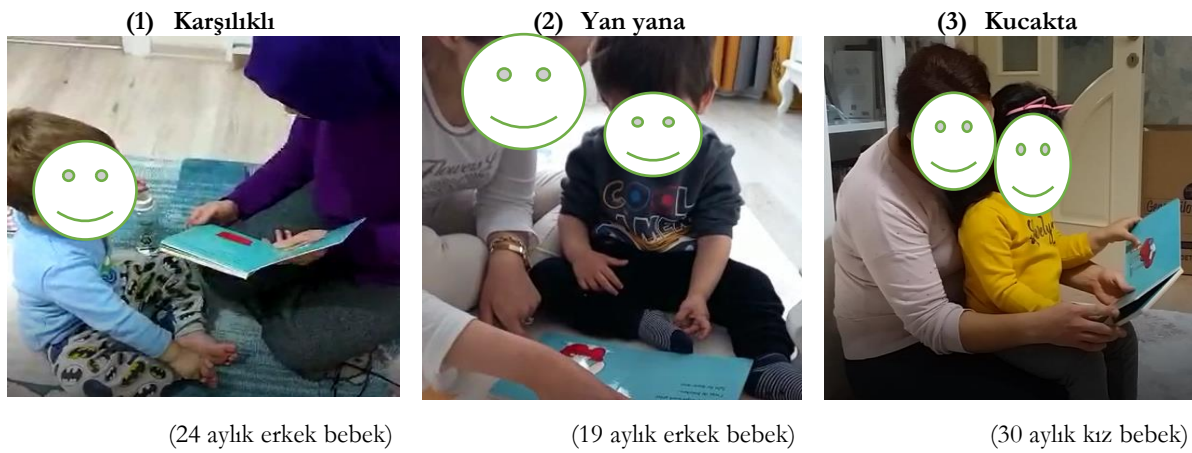 (1) Karşılıklı
(2) Yan yana
(3) Kucakta
COOL
(24 aylık erkek bebek)
(19 aylık erkek bebek)
(30 aylık kız bebek)